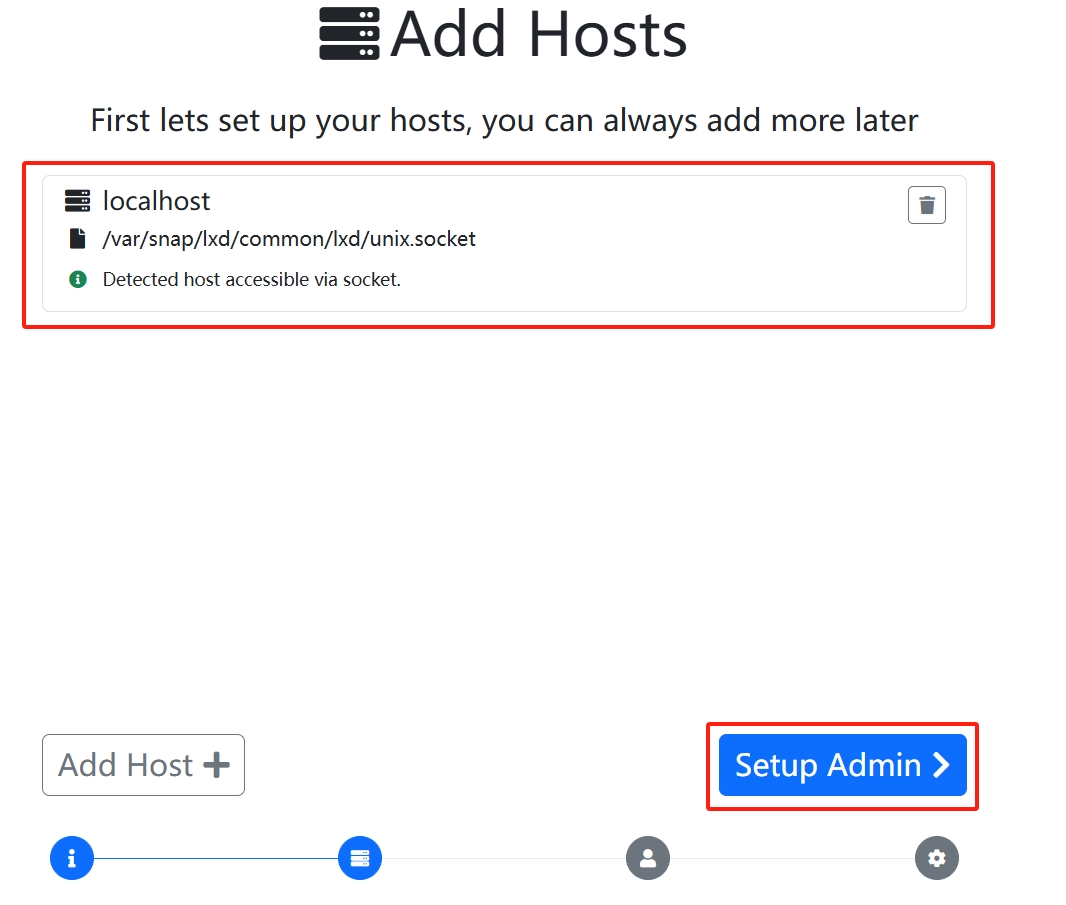 Add Hosts
First lets set up your hosts, you can always add more later
localhost
/var/snap/lxd/common/lxd/unix.socket
Detected host accessible via socket.
Add Host
Setup Admin